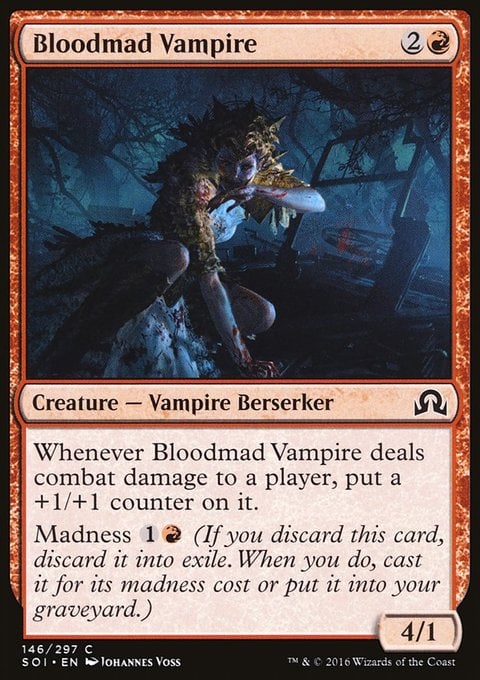 Bloodmad Vampire 2
Creature — Vampire Berserker
Whenever Bloodmad Vampire deals
combat damage to a player, put a
+1/+1 counter on it.
Madness 1 (If you discard this card,
discard it into exile. When you do, cast
it for its madness cost or put it into your
graveyard.)
4/1
146/297 C
SOI • EN Johannes Voss
™ & © 2016 Wizards of the Coast